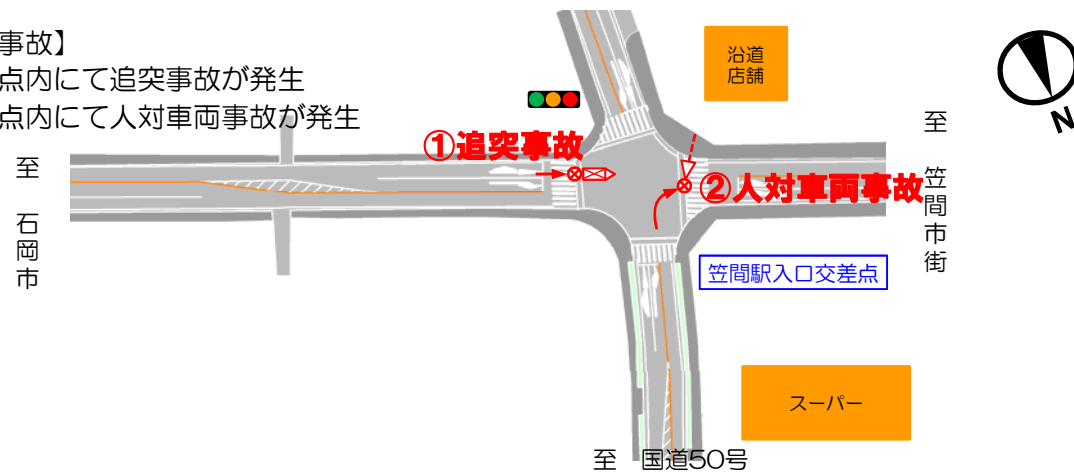 事故】
点内にて追突事故が発生
点内にて人対車両事故が発生
沿道
店舗
N
①追突事故
②人対車両事故
至 石岡市
至 笠間市街
笠間駅入口交差点
スーパー
至 国道50号